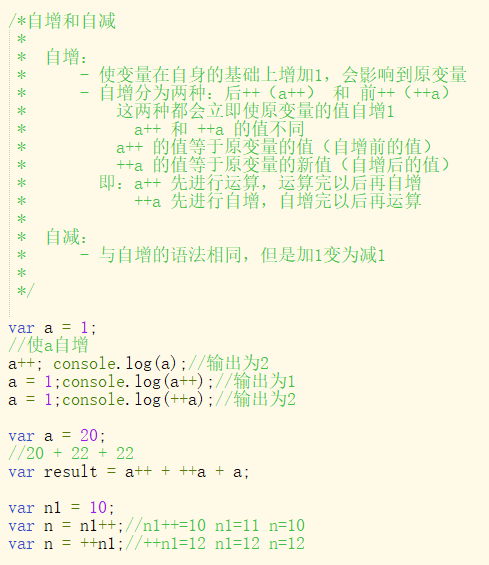 /*自增和自减
*
*  自增:
*      - 使变量在自身的基础上增加1，会影响到原变量
*      - 自增分为两种: 后++（a++） 和 前++（++a）
*          这两种都会立即使原变量的值自增1
*            a++ 和 ++a 的值不同
*          a++ 的值等于原变量的值（自增前的值）
*          ++a 的值等于原变量的新值（自增后的值）
*        即: a++ 先进行运算, 运算完以后再自增
*            ++a 先进行自增, 自增完以后再运算
*
*  自减:
*      - 与自增的语法相同，但是加1变为减1
*
*/
var a = 1;
//使a自增
a++; console.log(a);//输出为2
a = 1;console.log(a++);//输出为1
a = 1;console.log(++a);//输出为2
var a = 20;
//20 + 22 + 22
var result = a++ + ++a + a;
var n1 = 10;
var n = n1++;//n1++=10 n1=11 n=10
var n = ++n1;//++n1=12 n1=12 n=12